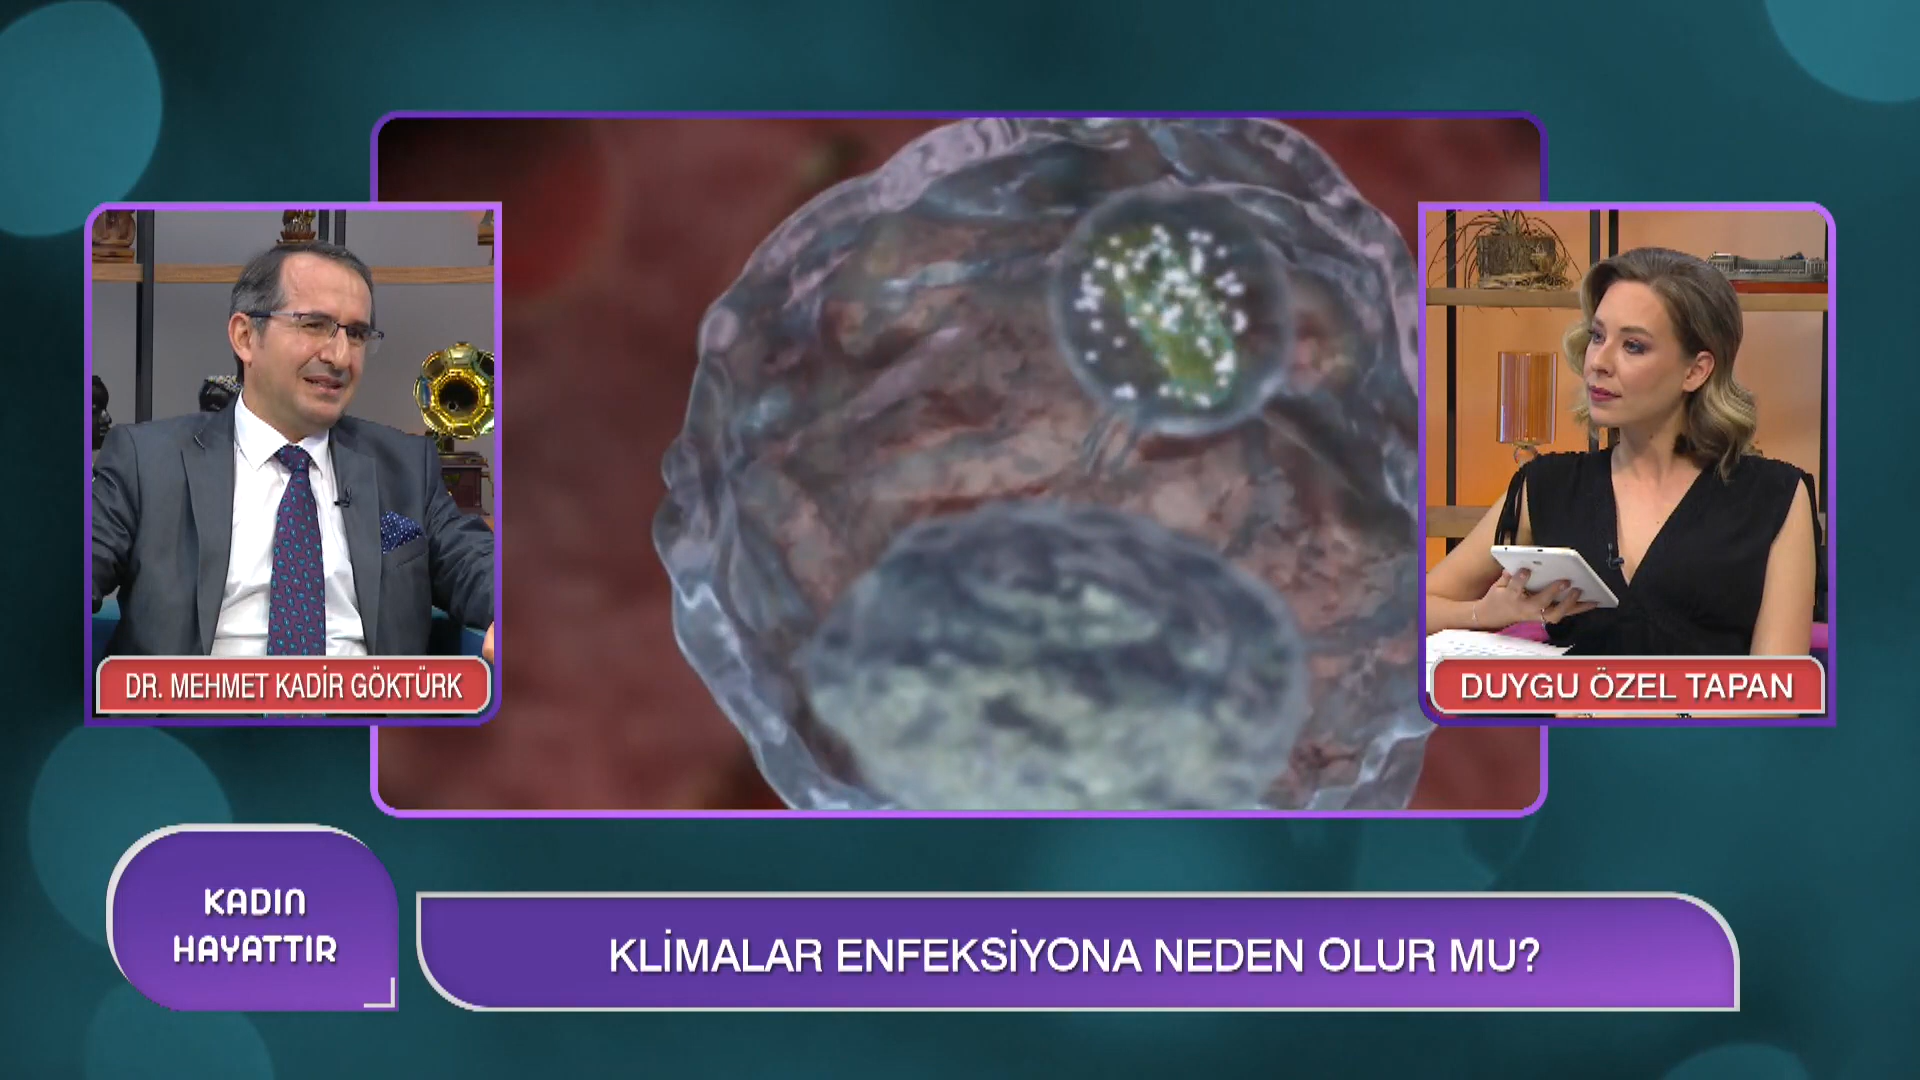 DR. MEHMET KADİR GÖKTÜRK
DUYGU ÖZEL TAPAN
KADIN
HAYATTIR
KLİMALAR ENFEKSİYONA NEDEN OLUR MU?